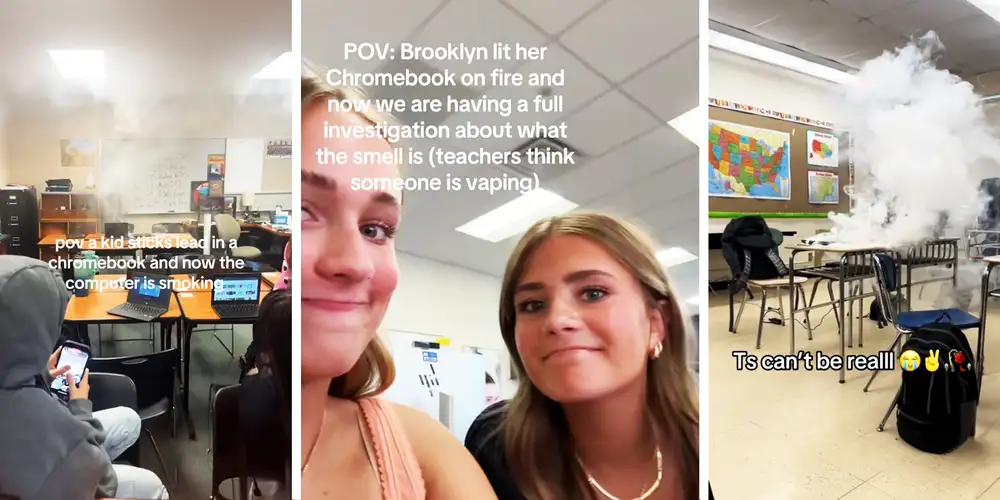 pov a kid sticks lead in a
chromebook and now the
computer is smoking
POV: Brooklyn lit her
Chromebook on fire and
now we are having a full
investigation about what
the smell is (teachers think
someone is vaping)
Ts can't be realll 😭✌️🥀